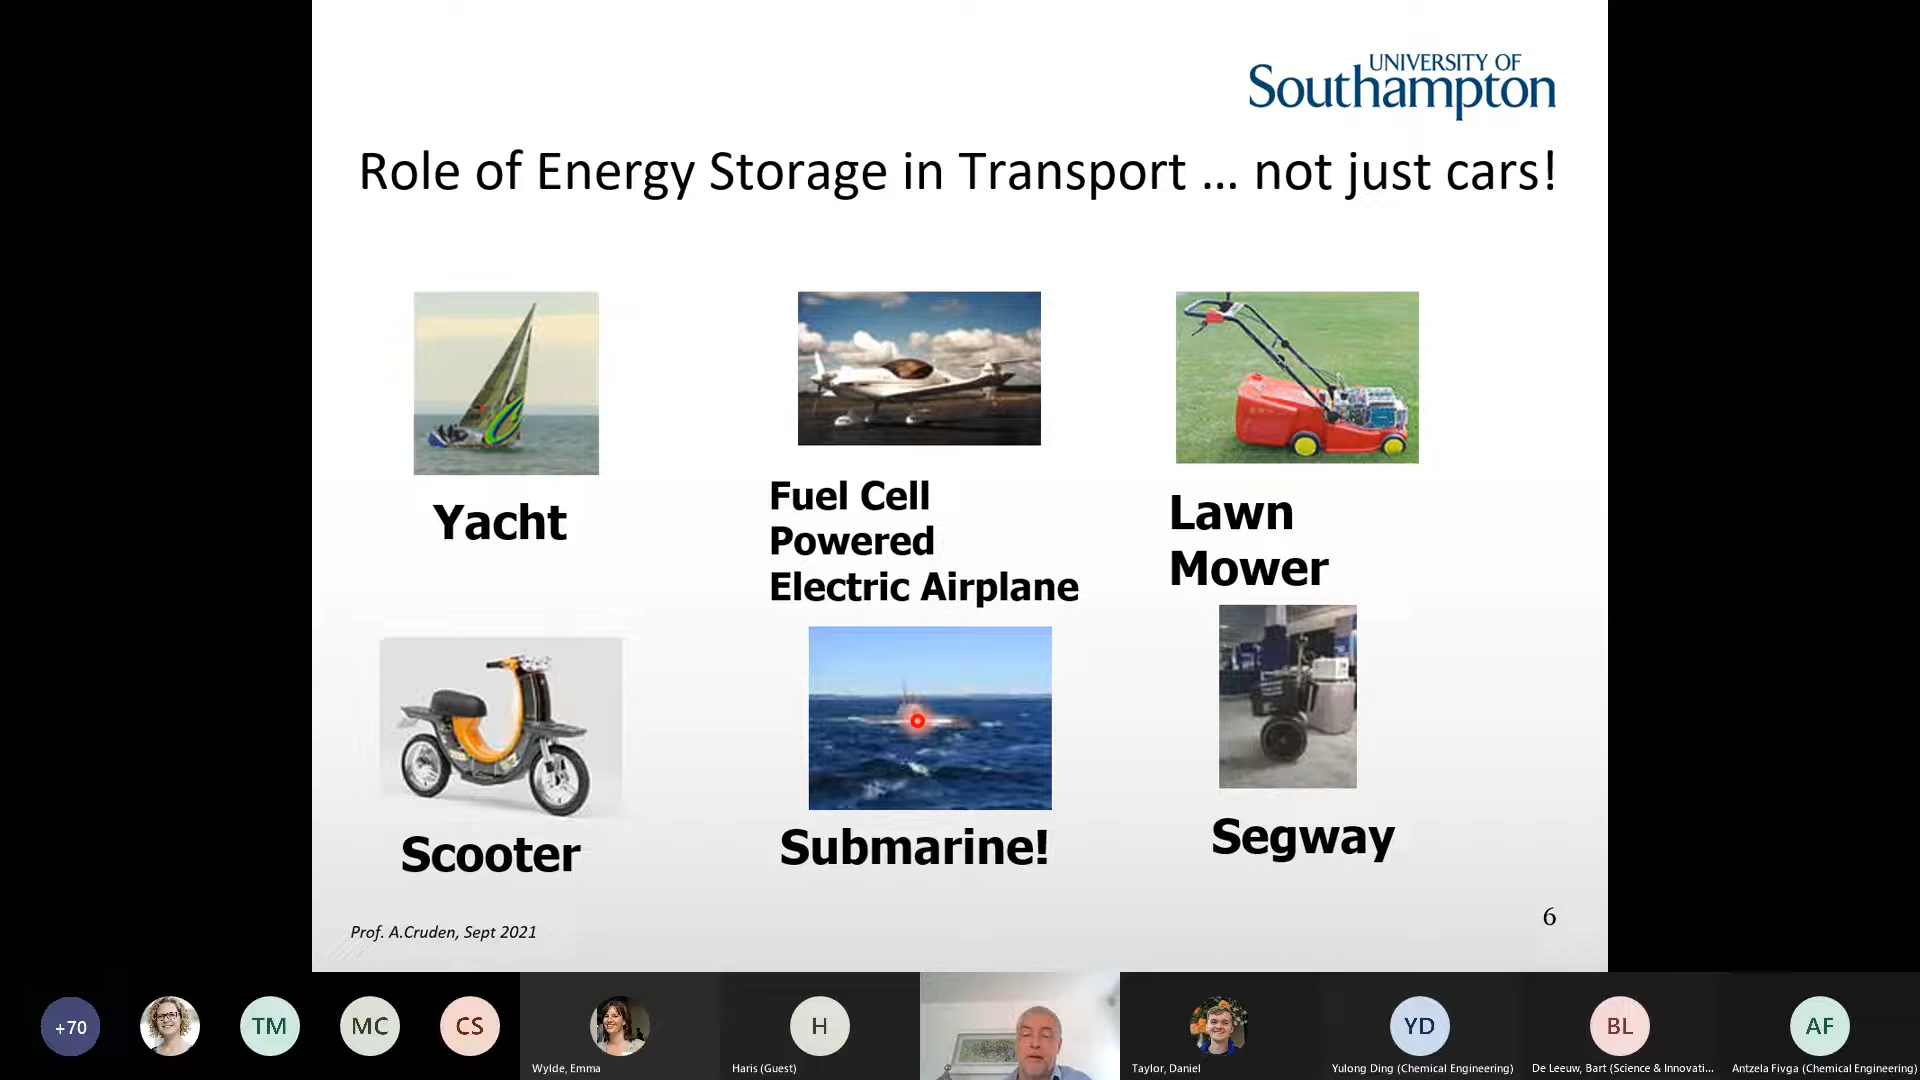 UNIVERSITY OF
Southampton
Role of Energy Storage in Transport ... not just cars!
Yacht
Fuel Cell
Powered
Electric Airplane
Lawn
Mower
Scooter
Submarine!
Segway
Prof. A.Cruden, Sept 2021
6
+70
TM
MC
CS
Wylde, Emma
H
Haris (Guest)
Taylor, Daniel
YD
Yulong Ding (Chemical Engineering)
BL
De Leeuw, Bart (Science & Innovati...
AF
Antzela Fivga (Chemical Engineering)